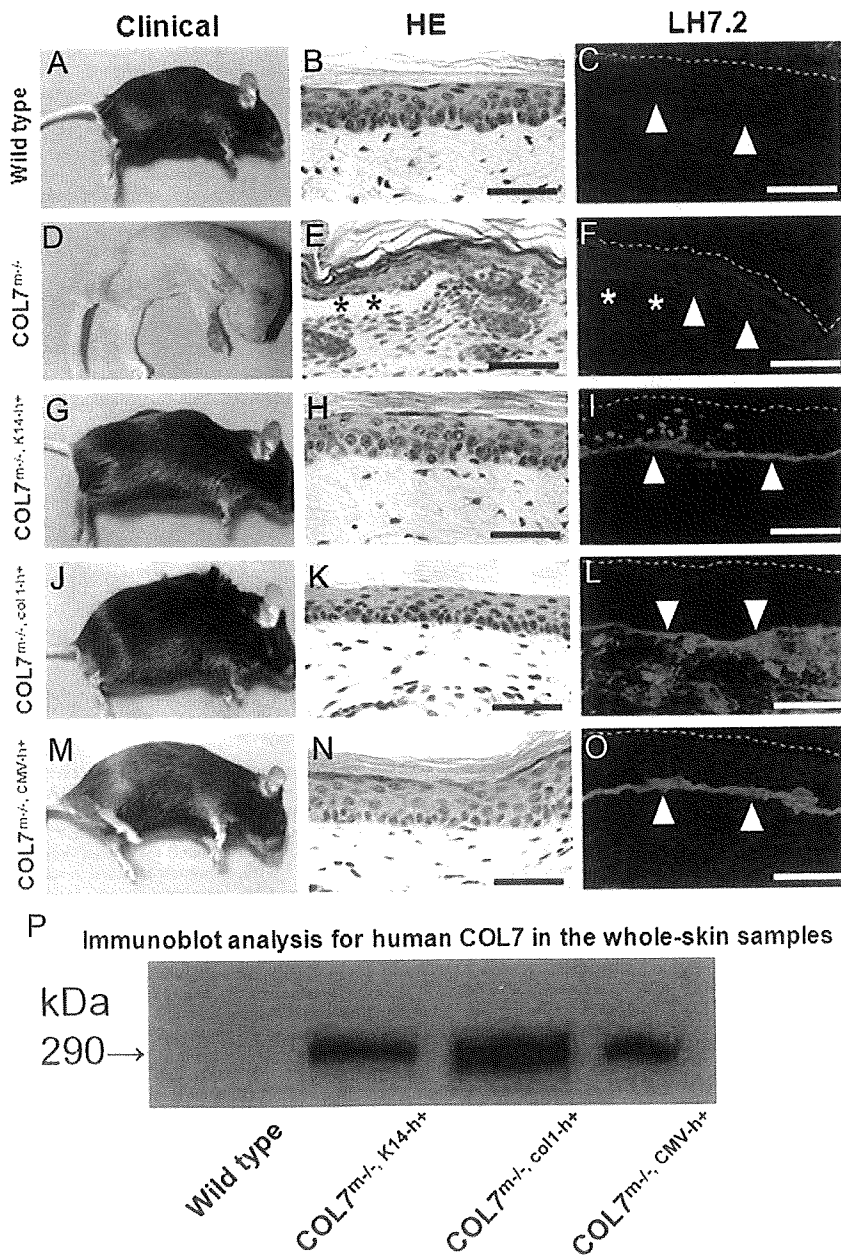 Clinical HE LH7.2
Wild type
A B C
COL7m-/-
D E F
* * * *
COL7m-/-, K14-h+
G H I
COL7m-/-, col1-h+
J K L
COL7m-/-, CMV-h+
M N O
P
Immunoblot analysis for human COL7 in the whole-skin samples
kDa
290→
Wild type
COL7m-/-, K14-h+
COL7m-/-, col1-h+
COL7m-/-, CMV-h+